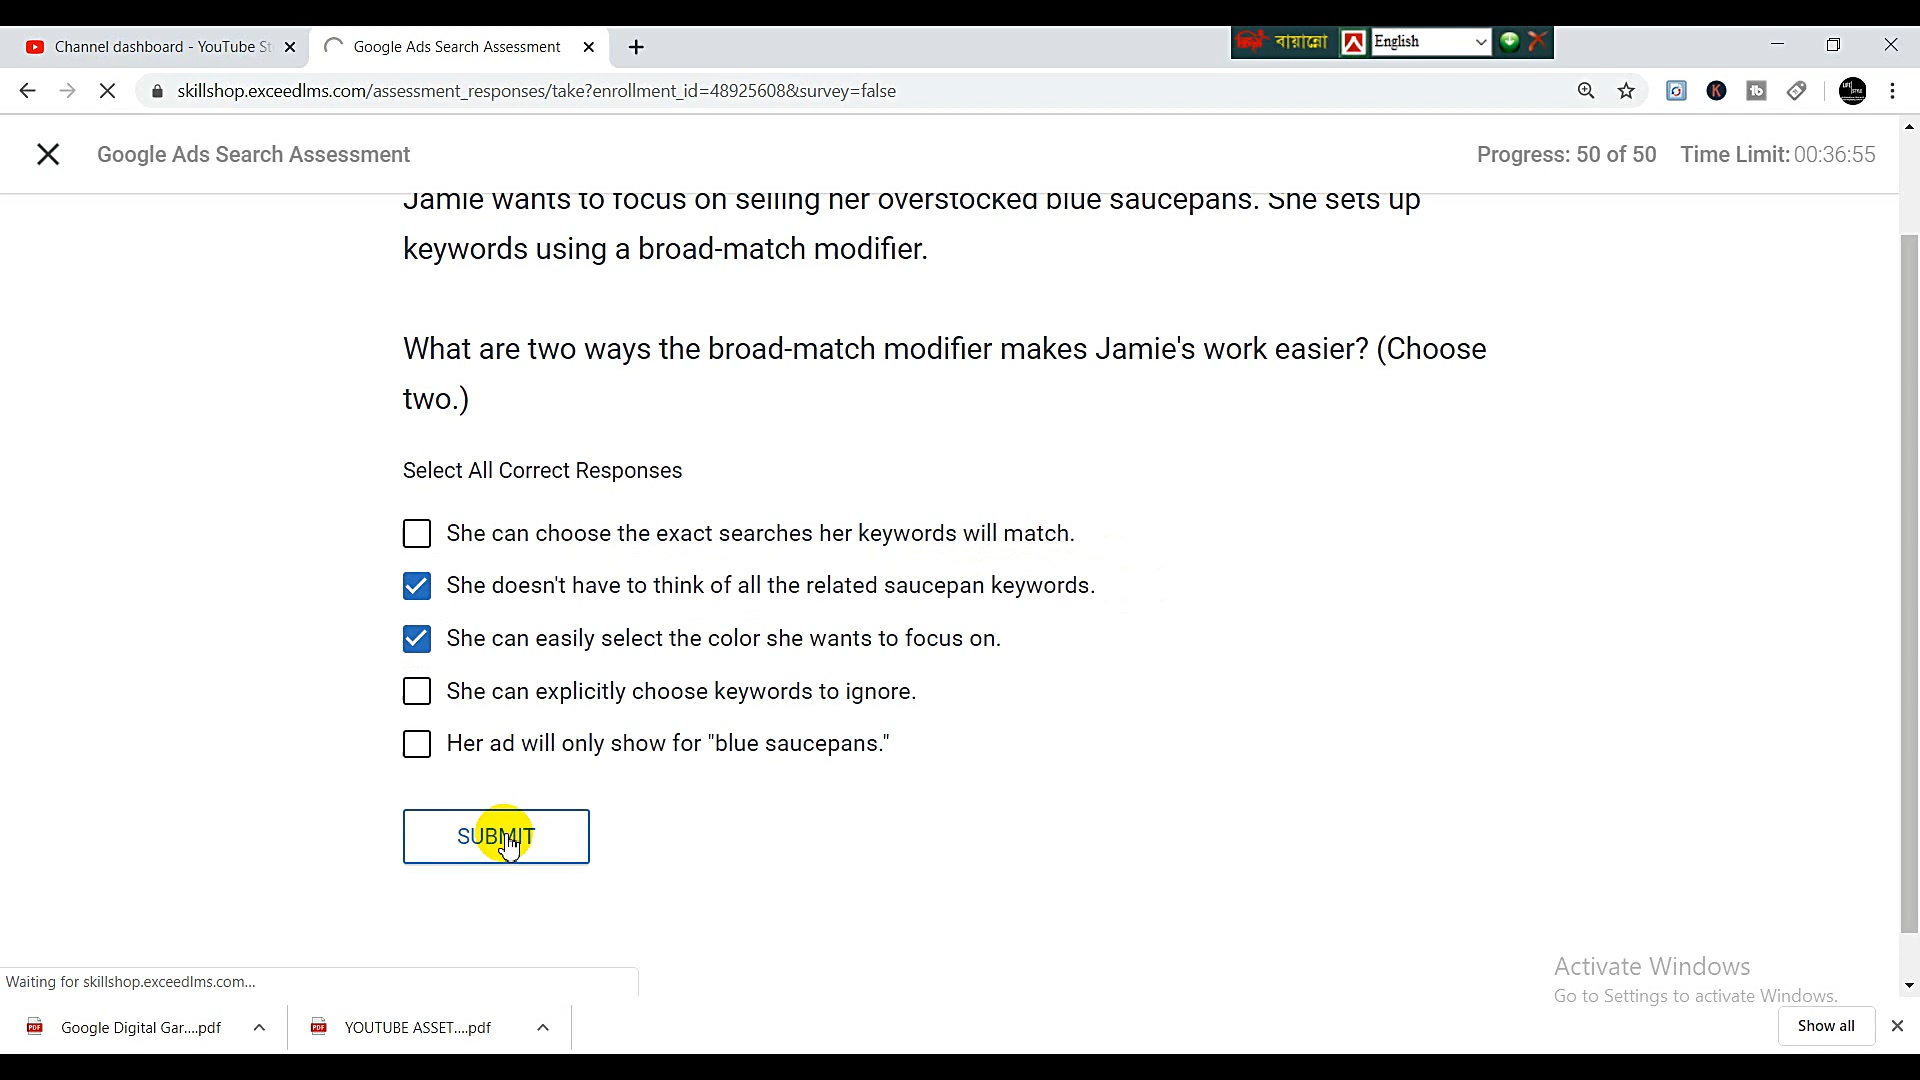 Channel dashboard - YouTube St
Google Ads Search Assessment
বায়ান্নো
English
skillshop.exceedlms.com/assessment_responses/take?enrollment_id=48925608&survey=false
Google Ads Search Assessment
Progress: 50 of 50 Time Limit: 00:36:55
Jamie wants to focus on selling her overstocked blue saucepans. She sets up
keywords using a broad-match modifier.
What are two ways the broad-match modifier makes Jamie's work easier? (Choose
two.)
Select All Correct Responses
She can choose the exact searches her keywords will match.
She doesn't have to think of all the related saucepan keywords.
She can easily select the color she wants to focus on.
She can explicitly choose keywords to ignore.
Her ad will only show for "blue saucepans."
SUBMIT
Activate Windows
Go to Settings to activate Windows.
Waiting for skillshop.exceedlms.com...
Google Digital Gar....pdf
YOUTUBE ASSET....pdf
Show all